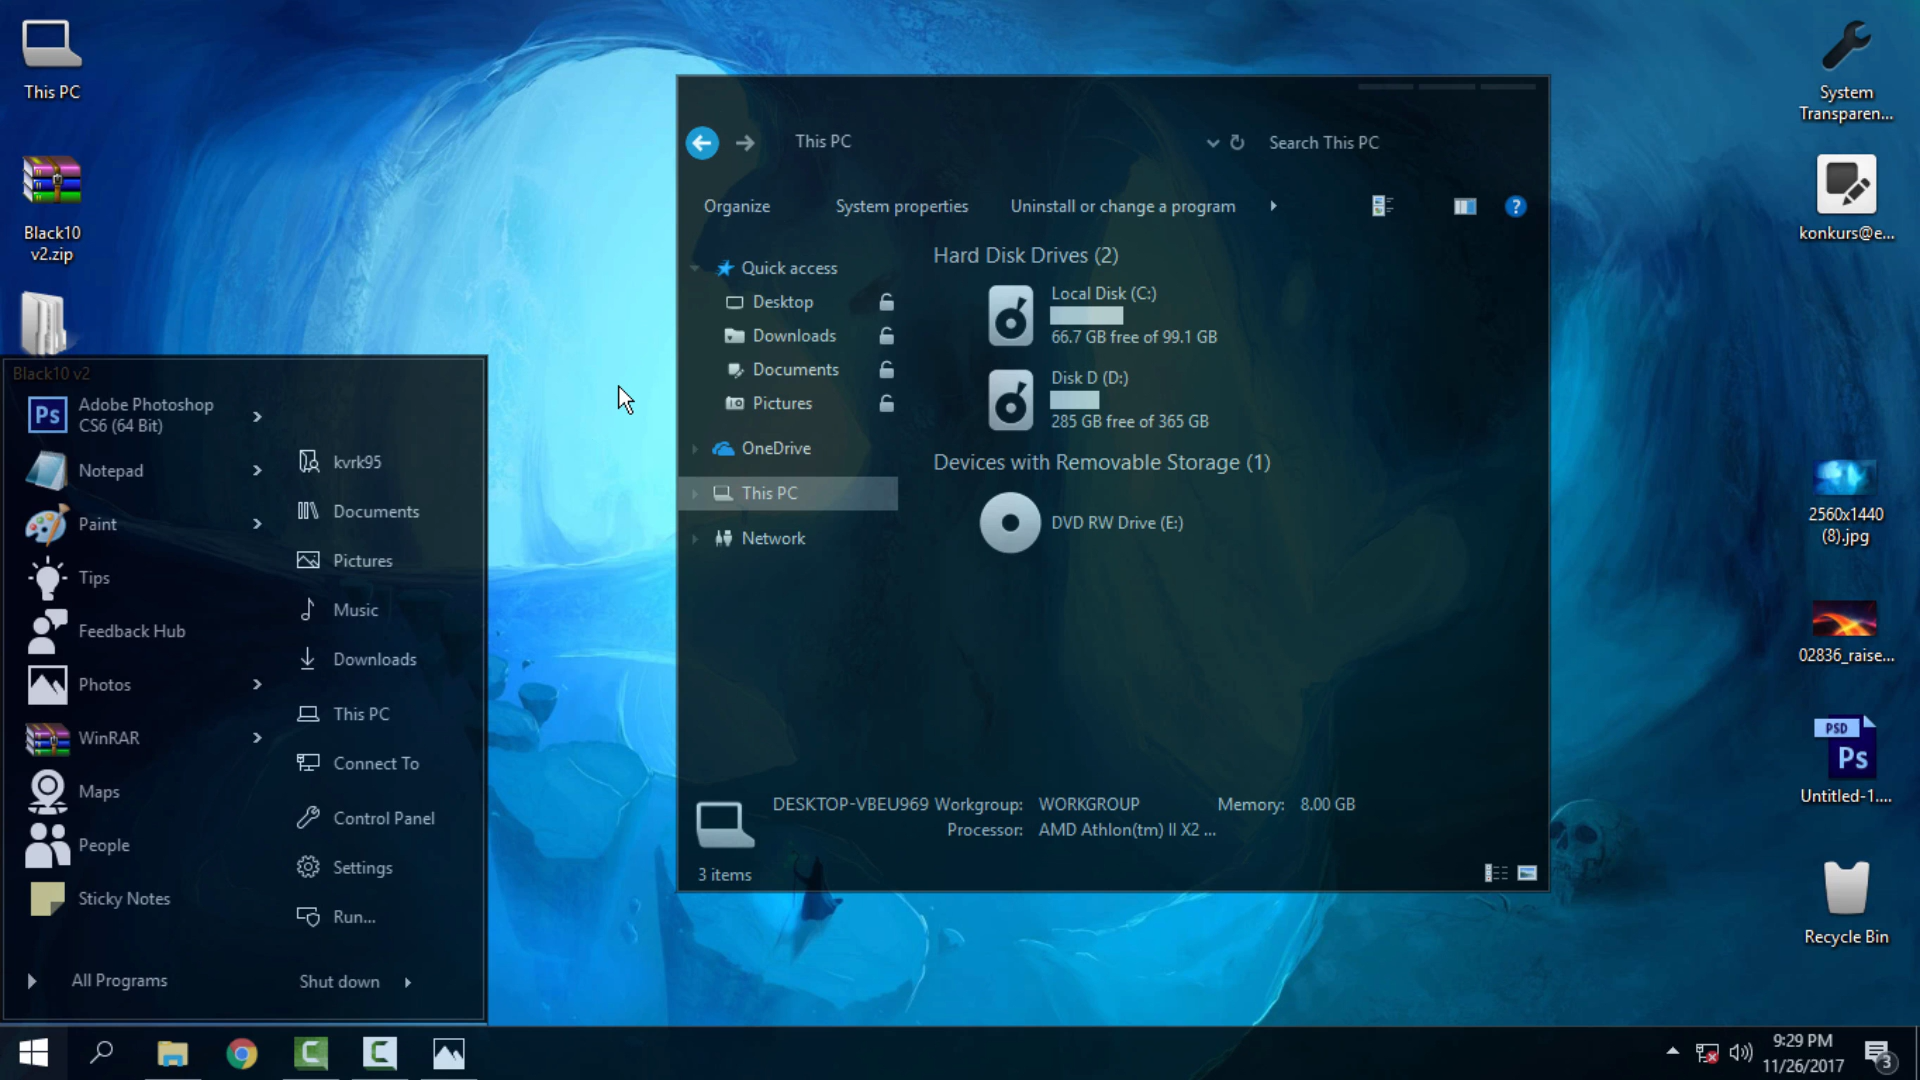 This PC
Black10
v2.zip
Black10 v2
Ps
Adobe Photoshop
CS6 (64 Bit)
Notepad
Paint
Tips
Feedback Hub
Photos
WinRAR
Maps
People
Sticky Notes
All Programs
kvrk95
Documents
Pictures
Music
Downloads
This PC
Connect To
Control Panel
Settings
Run...
Shut down
This PC
Search This PC
Organize
System properties
Uninstall or change a program
?
Quick access
Desktop
Downloads
Documents
Pictures
OneDrive
This PC
Network
Hard Disk Drives (2)
Local Disk (C:)
66.7 GB free of 99.1 GB
Disk D (D:)
285 GB free of 365 GB
Devices with Removable Storage (1)
DVD RW Drive (E:)
DESKTOP-VBEU969 Workgroup: WORKGROUP Memory: 8.00 GB
Processor: AMD Athlon(tm) II X2 ...
3 items
System
Transparen...
konkurs@e...
2560x1440
(8).jpg
02836_raise...
PSD
Ps
Untitled-1....
Recycle Bin
9:29 PM
11/26/2017
3